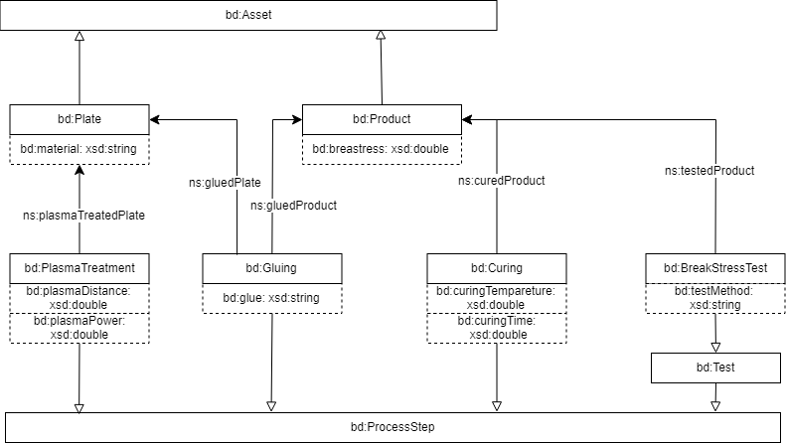 bd:Asset
bd:Plate
bd:Product
bd:material: xsd:string
bd:breastress: xsd:double
ns:gluedPlate
ns:curedProduct
ns:testedProduct
ns:gluedProduct
ns:plasmaTreatedPlate
bd:PlasmaTreatment
bd:Gluing
bd:Curing
bd:BreakStressTest
bd:plasmaDistance:
xsd:double
bd:glue: xsd:string
bd:curingTempareture:
xsd:double
bd:testMethod:
xsd:string
bd:plasmaPower:
xsd:double
bd:curingTime:
xsd:double
bd:Test
bd:ProcessStep